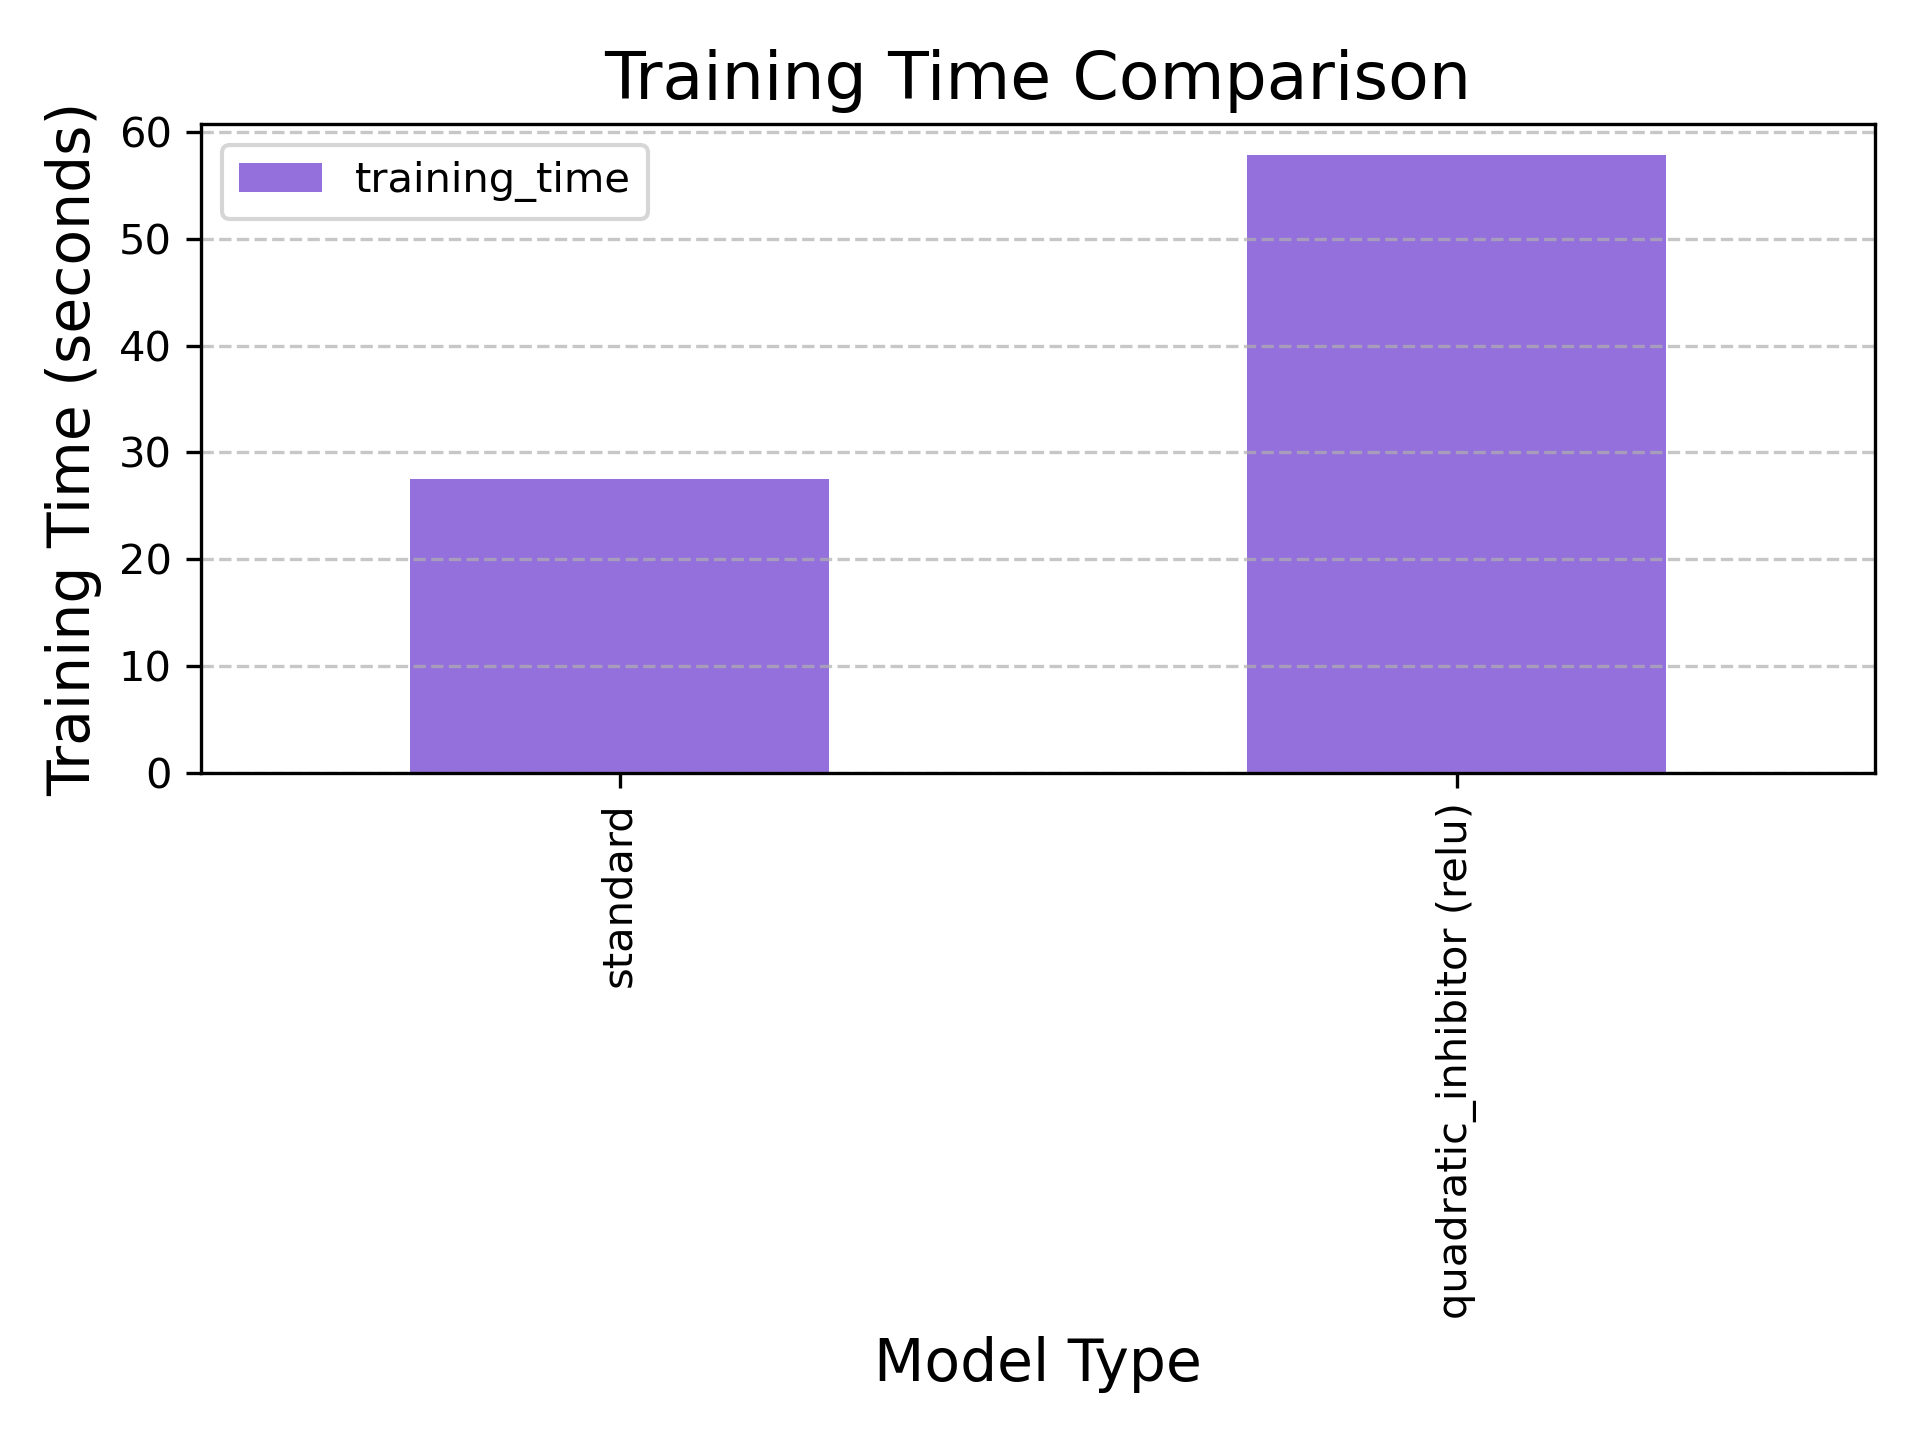 Training Time Comparison
Training Time (seconds)
60
50
40
30
20
10
0
training_time
standard
quadratic_inhibitor (relu)
Model Type